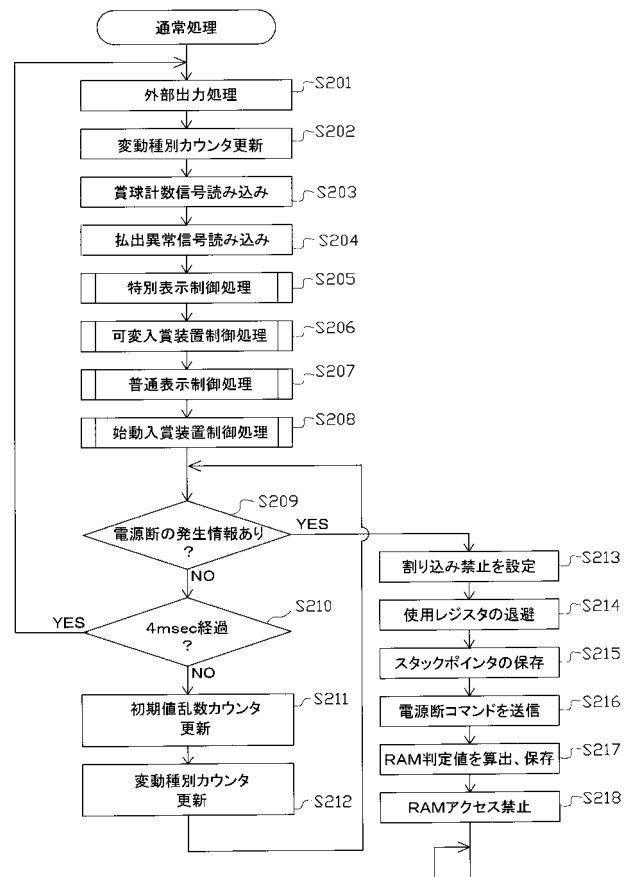 通常処理
外部出力処理
S201
変動種別カウンタ更新
S202
賞球計数信号読み込み
S203
払出異常信号読み込み
S204
特別表示制御処理
S205
可変入賞装置制御処理
S206
普通表示制御処理
S207
始動入賞装置制御処理
S208
S209
電源断の発生情報あり
?
YES
NO
S210
4msec経過
?
YES
NO
初期値乱数カウンタ
更新
S211
変動種別カウンタ
更新
S212
割り込み禁止を設定
S213
使用レジスタの退避
S214
スタックポインタの保存
S215
電源断コマンドを送信
S216
RAM判定値を算出、保存
S217
RAMアクセス禁止
S218